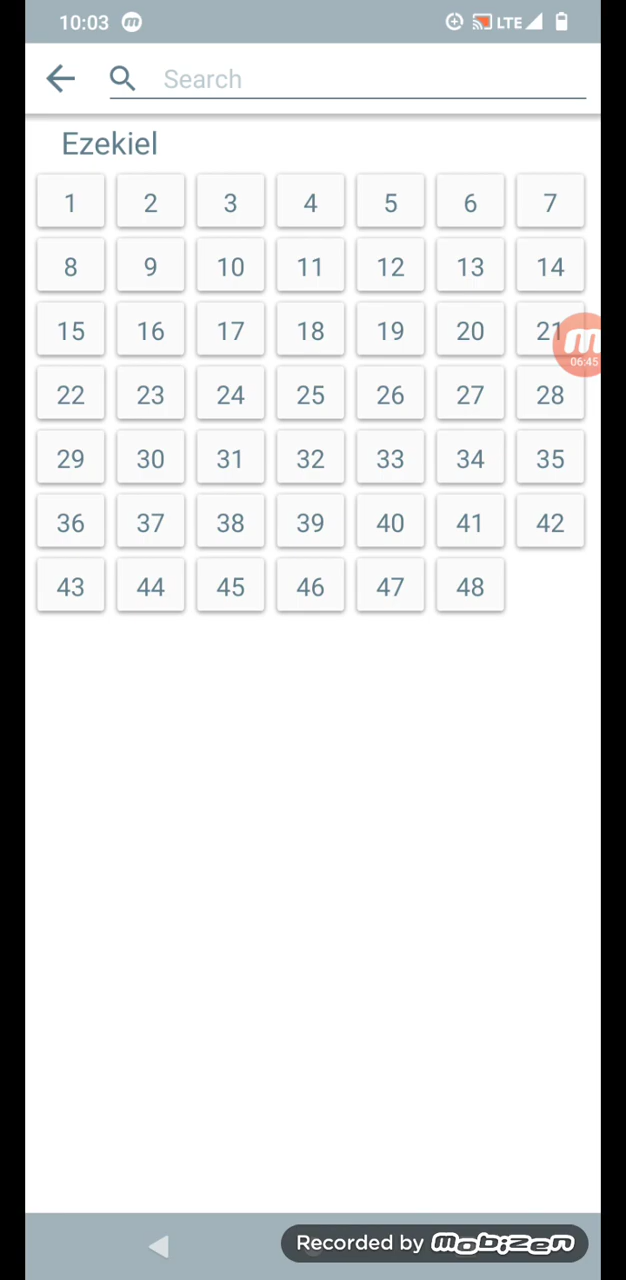 10:03 m LTE
Search
Ezekiel
1 2 3 4 5 6 7
8 9 10 11 12 13 14
15 16 17 18 19 20 21
m
06:45
22 23 24 25 26 27 28
29 30 31 32 33 34 35
36 37 38 39 40 41 42
43 44 45 46 47 48
Recorded by mobizen